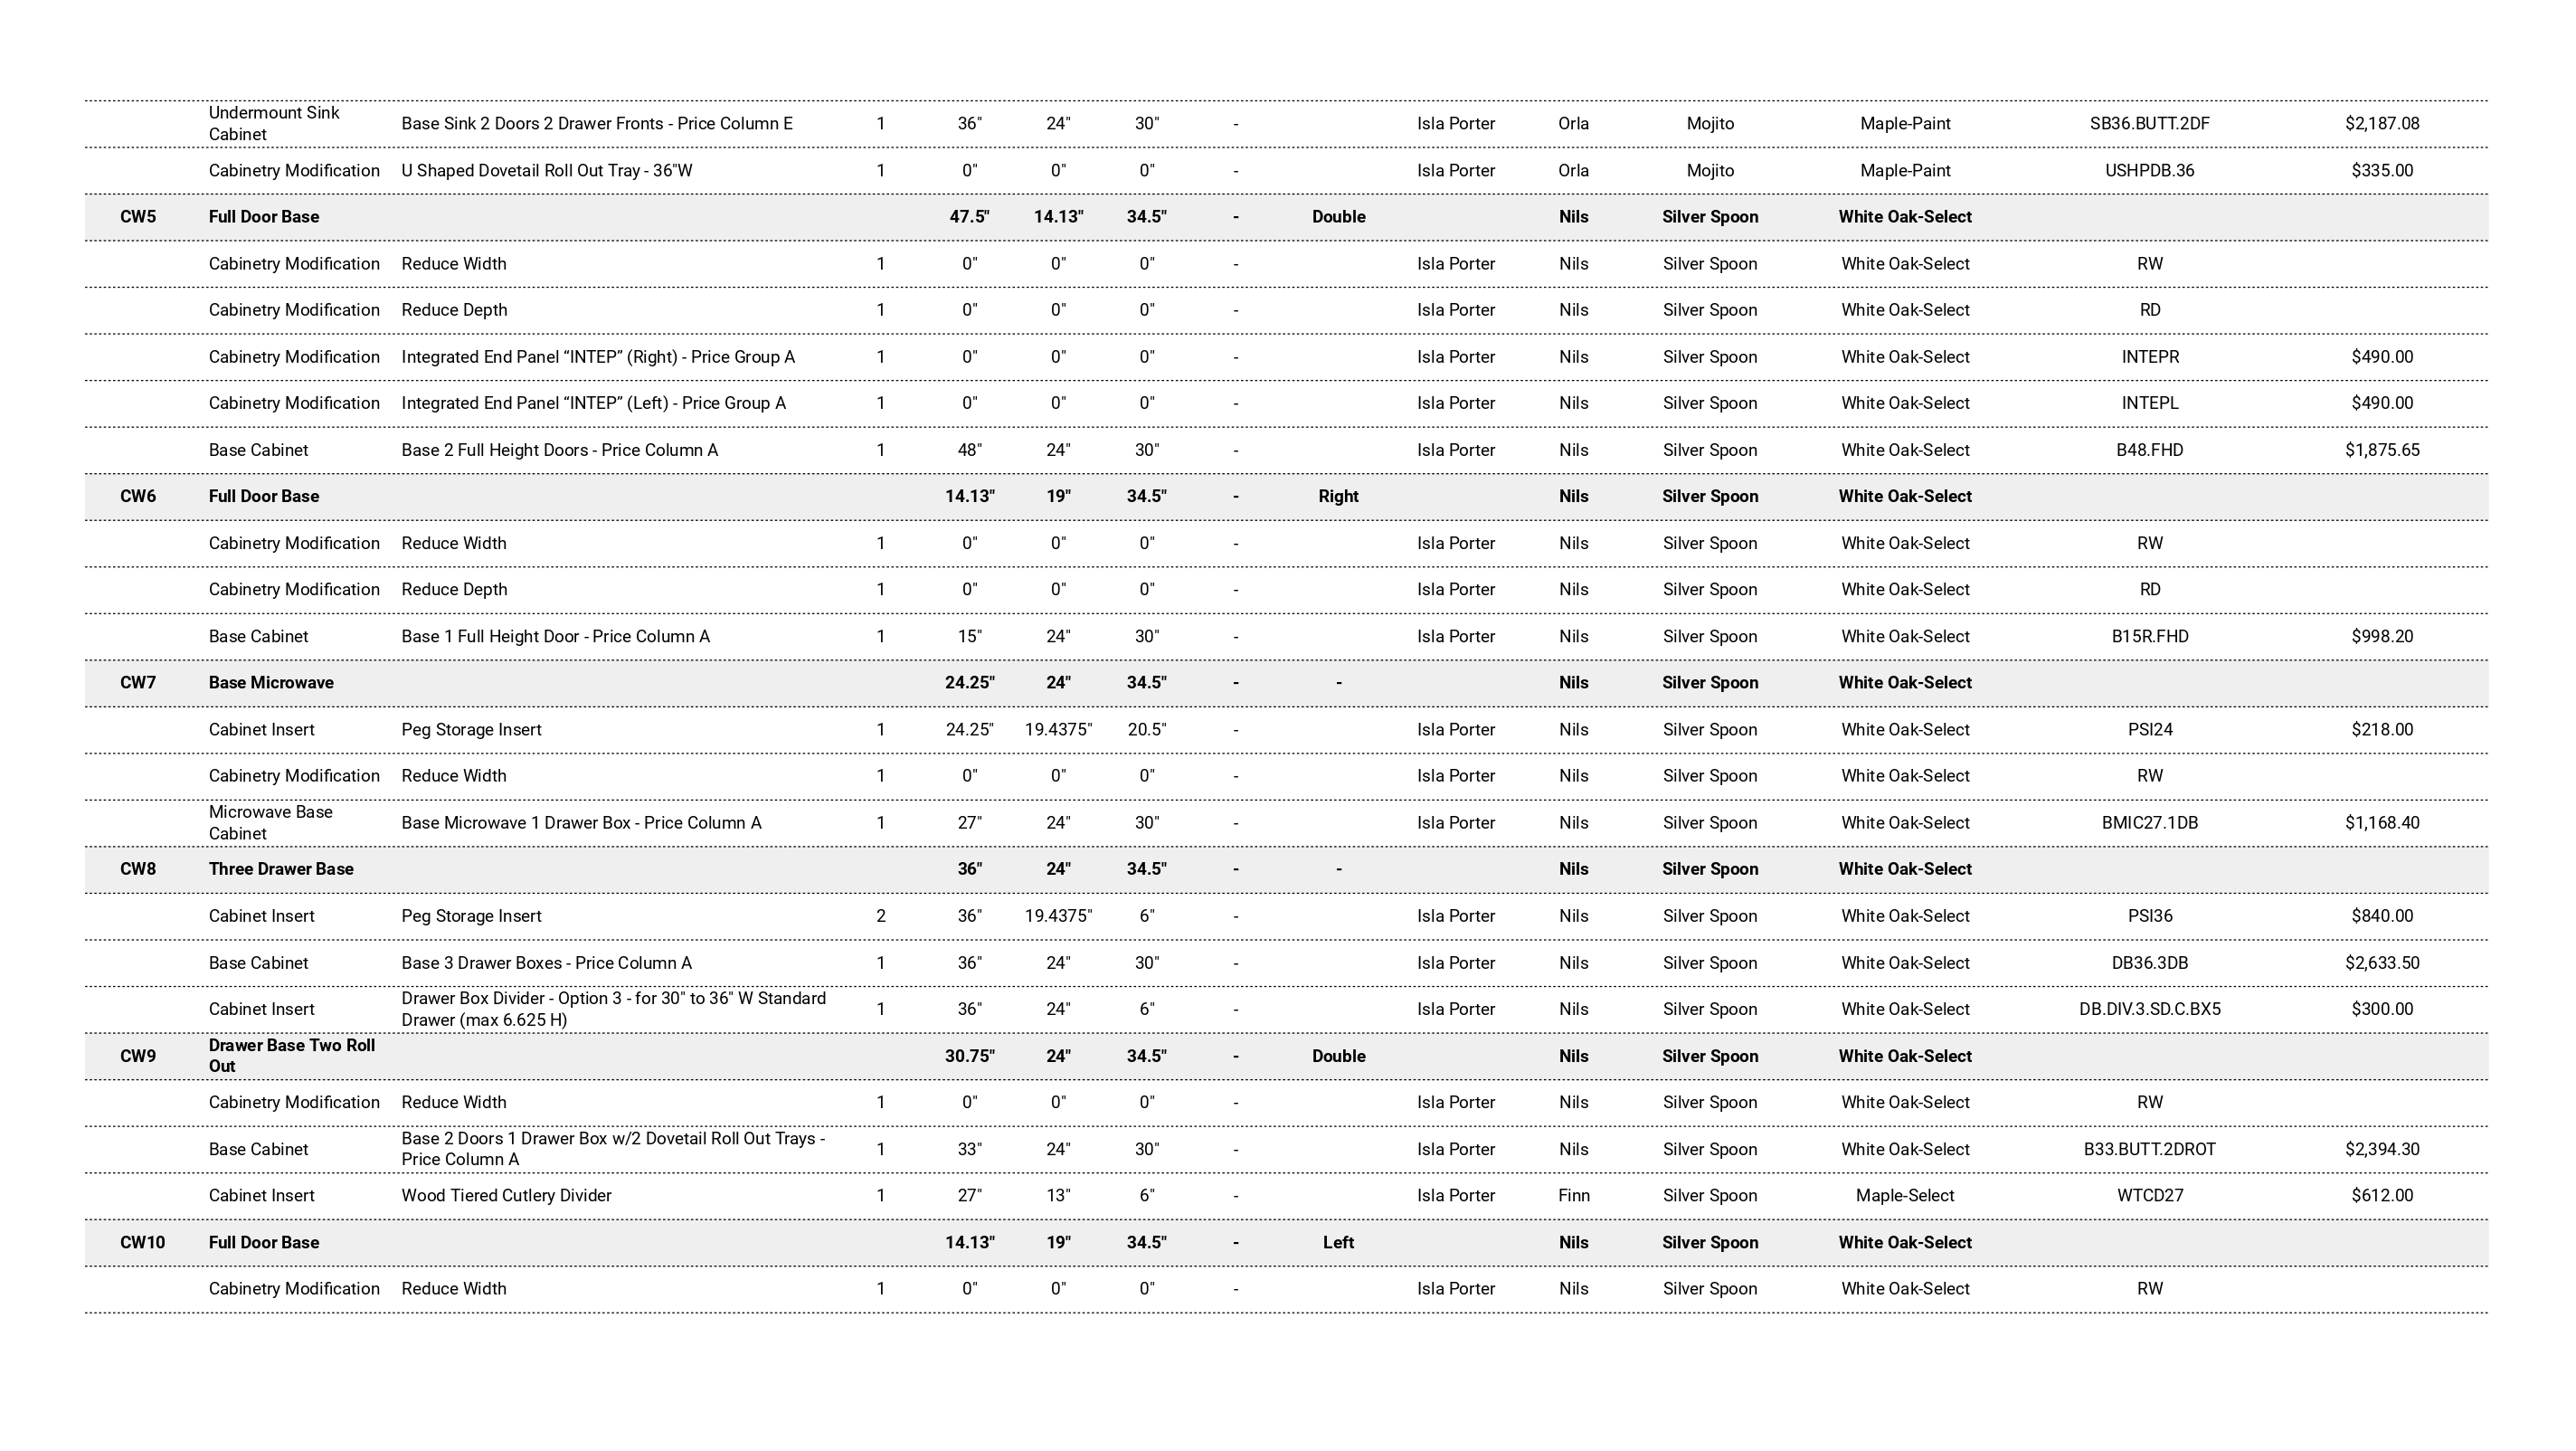 Undermount Sink Cabinet Base Sink 2 Doors 2 Drawer Fronts - Price Column E 1 36" 24" 30" - Isla Porter Orla Mojito Maple-Paint SB36.BUTT.2DF $2,187.08
Cabinetry Modification U Shaped Dovetail Roll Out Tray - 36"W 1 0" 0" 0" - Isla Porter Orla Mojito Maple-Paint USHPDB.36 $335.00
CW5 Full Door Base 47.5" 14.13" 34.5" - Double Nils Silver Spoon White Oak-Select
Cabinetry Modification Reduce Width 1 0" 0" 0" - Isla Porter Nils Silver Spoon White Oak-Select RW
Cabinetry Modification Reduce Depth 1 0" 0" 0" - Isla Porter Nils Silver Spoon White Oak-Select RD
Cabinetry Modification Integrated End Panel “INTEP” (Right) - Price Group A 1 0" 0" 0" - Isla Porter Nils Silver Spoon White Oak-Select INTEPR $490.00
Cabinetry Modification Integrated End Panel “INTEP” (Left) - Price Group A 1 0" 0" 0" - Isla Porter Nils Silver Spoon White Oak-Select INTEPL $490.00
Base Cabinet Base 2 Full Height Doors - Price Column A 1 48" 24" 30" - Isla Porter Nils Silver Spoon White Oak-Select B48.FHD $1,875.65
CW6 Full Door Base 14.13" 19" 34.5" - Right Nils Silver Spoon White Oak-Select
Cabinetry Modification Reduce Width 1 0" 0" 0" - Isla Porter Nils Silver Spoon White Oak-Select RW
Cabinetry Modification Reduce Depth 1 0" 0" 0" - Isla Porter Nils Silver Spoon White Oak-Select RD
Base Cabinet Base 1 Full Height Door - Price Column A 1 15" 24" 30" - Isla Porter Nils Silver Spoon White Oak-Select B15R.FHD $998.20
CW7 Base Microwave 24.25" 24" 34.5" - - Nils Silver Spoon White Oak-Select
Cabinet Insert Peg Storage Insert 1 24.25" 19.4375" 20.5" - Isla Porter Nils Silver Spoon White Oak-Select PSI24 $218.00
Cabinetry Modification Reduce Width 1 0" 0" 0" - Isla Porter Nils Silver Spoon White Oak-Select RW
Microwave Base Cabinet Base Microwave 1 Drawer Box - Price Column A 1 27" 24" 30" - Isla Porter Nils Silver Spoon White Oak-Select BMIC27.1DB $1,168.40
CW8 Three Drawer Base 36" 24" 34.5" - - Nils Silver Spoon White Oak-Select
Cabinet Insert Peg Storage Insert 2 36" 19.4375" 6" - Isla Porter Nils Silver Spoon White Oak-Select PSI36 $840.00
Base Cabinet Base 3 Drawer Boxes - Price Column A 1 36" 24" 30" - Isla Porter Nils Silver Spoon White Oak-Select DB36.3DB $2,633.50
Cabinet Insert Drawer Box Divider - Option 3 - for 30" to 36" W Standard Drawer (max 6.625 H) 1 36" 24" 6" - Isla Porter Nils Silver Spoon White Oak-Select DB.DIV.3.SD.C.BX5 $300.00
CW9 Drawer Base Two Roll Out 30.75" 24" 34.5" - Double Nils Silver Spoon White Oak-Select
Cabinetry Modification Reduce Width 1 0" 0" 0" - Isla Porter Nils Silver Spoon White Oak-Select RW
Base Cabinet Base 2 Doors 1 Drawer Box w/2 Dovetail Roll Out Trays - Price Column A 1 33" 24" 30" - Isla Porter Nils Silver Spoon White Oak-Select B33.BUTT.2DROT $2,394.30
Cabinet Insert Wood Tiered Cutlery Divider 1 27" 13" 6" - Isla Porter Finn Silver Spoon Maple-Select WTCD27 $612.00
CW10 Full Door Base 14.13" 19" 34.5" - Left Nils Silver Spoon White Oak-Select
Cabinetry Modification Reduce Width 1 0" 0" 0" - Isla Porter Nils Silver Spoon White Oak-Select RW